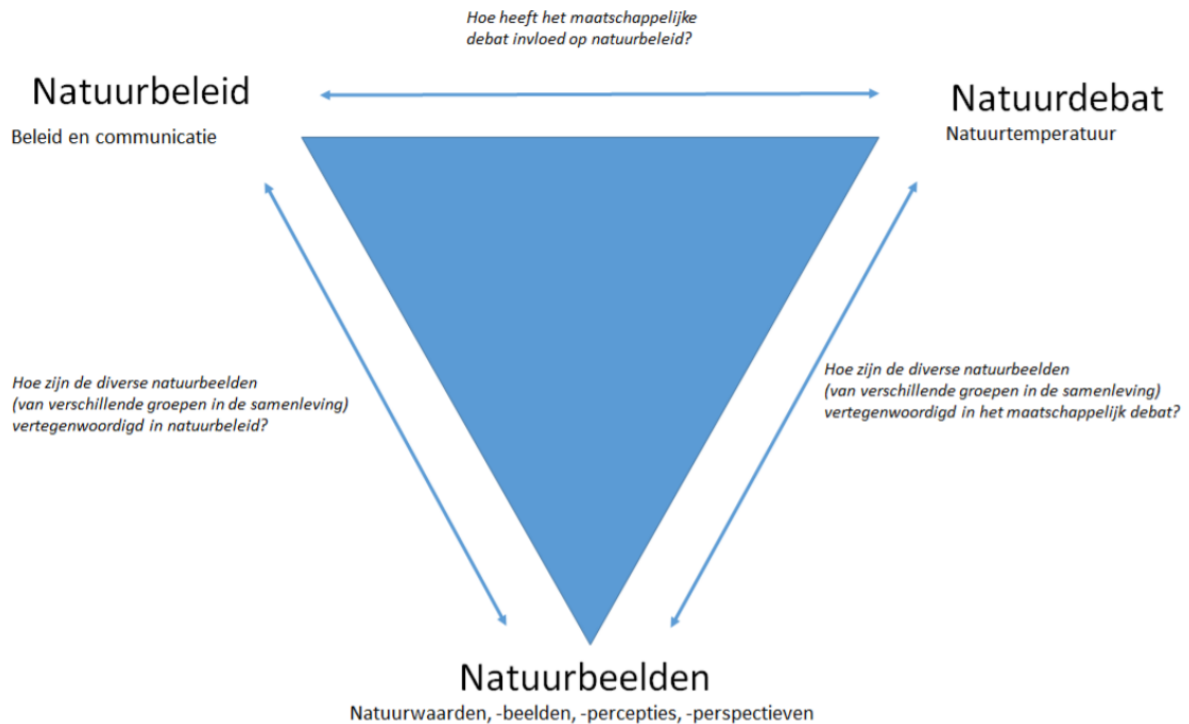 Hoe heeft het maatschappelijke
debat invloed op natuurbeleid?
Natuurbeleid
Beleid en communicatie
Natuurdebat
Natuurtemperatuur
Hoe zijn de diverse natuurbeelden
(van verschillende groepen in de samenleving)
vertegenwoordigd in natuurbeleid?
Hoe zijn de diverse natuurbeelden
(van verschillende groepen in de samenleving)
vertegenwoordigd in het maatschappelijk debat?
Natuurbeelden
Natuurwaarden, -beelden, -percepties, -perspectieven